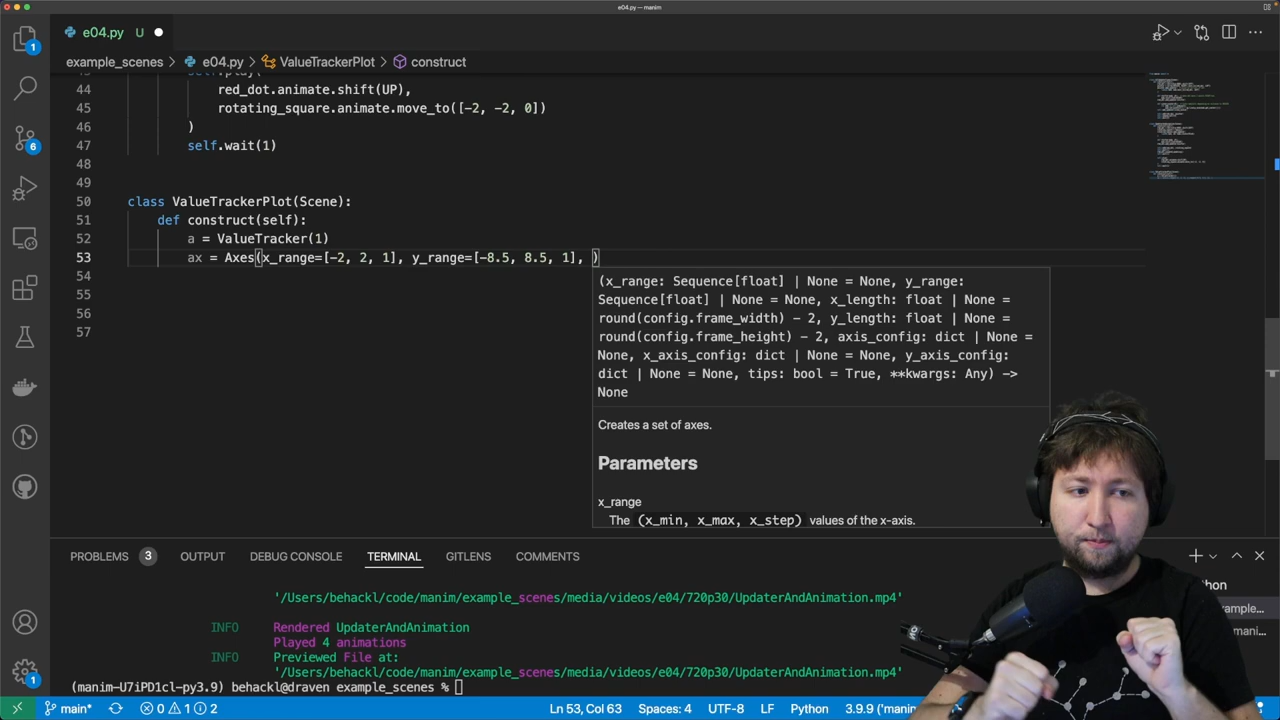 e04.py — manim
e04.py U
example_scenes > e04.py > ValueTrackerPlot > construct
1
6
1
44 red_dot.animate.shift(UP),
45 rotating_square.animate.move_to([-2, -2, 0])
46 )
47 self.wait(1)
48
49
50 class ValueTrackerPlot(Scene):
51 def construct(self):
52 a = ValueTracker(1)
53 ax = Axes(x_range=[-2, 2, 1], y_range=[-8.5, 8.5, 1], )
54
55
56
57
(x_range: Sequence[float] | None = None, y_range:
Sequence[float] | None = None, x_length: float | None =
round(config.frame_width) - 2, y_length: float | None =
round(config.frame_height) - 2, axis_config: dict | None =
None, x_axis_config: dict | None = None, y_axis_config:
dict | None = None, tips: bool = True, **kwargs: Any) ->
None
Creates a set of axes.
Parameters
x_range
The (x_min, x_max, x_step) values of the x-axis.
PROBLEMS 3 OUTPUT DEBUG CONSOLE TERMINAL GITLENS COMMENTS
'/Users/behackl/code/manim/example_scenes/media/videos/e04/720p30/UpdaterAndAnimation.mp4'
INFO Rendered UpdaterAndAnimation
Played 4 animations
INFO Previewed File at:
'/Users/behackl/code/manim/example_scenes/media/videos/e04/720p30/UpdaterAndAnimation.mp4'
(manim-U7iPD1cl-py3.9) behackl@draven example_scenes %
main* 0 1 2 Ln 53, Col 63 Spaces: 4 UTF-8 LF Python 3.9.9 ('manim